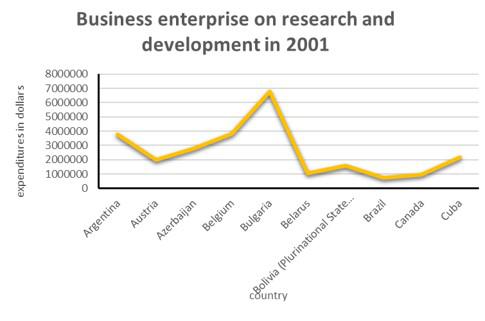 Business enterprise on research and
development in 2001
expenditures in dollars
8000000
7000000
6000000
5000000
4000000
3000000
2000000
1000000
0
Argentina
Austria
Azerbaijan
Belgium
Bulgaria
Belarus
Bolivia (Plurinational State...
Brazil
Canada
Cuba
country